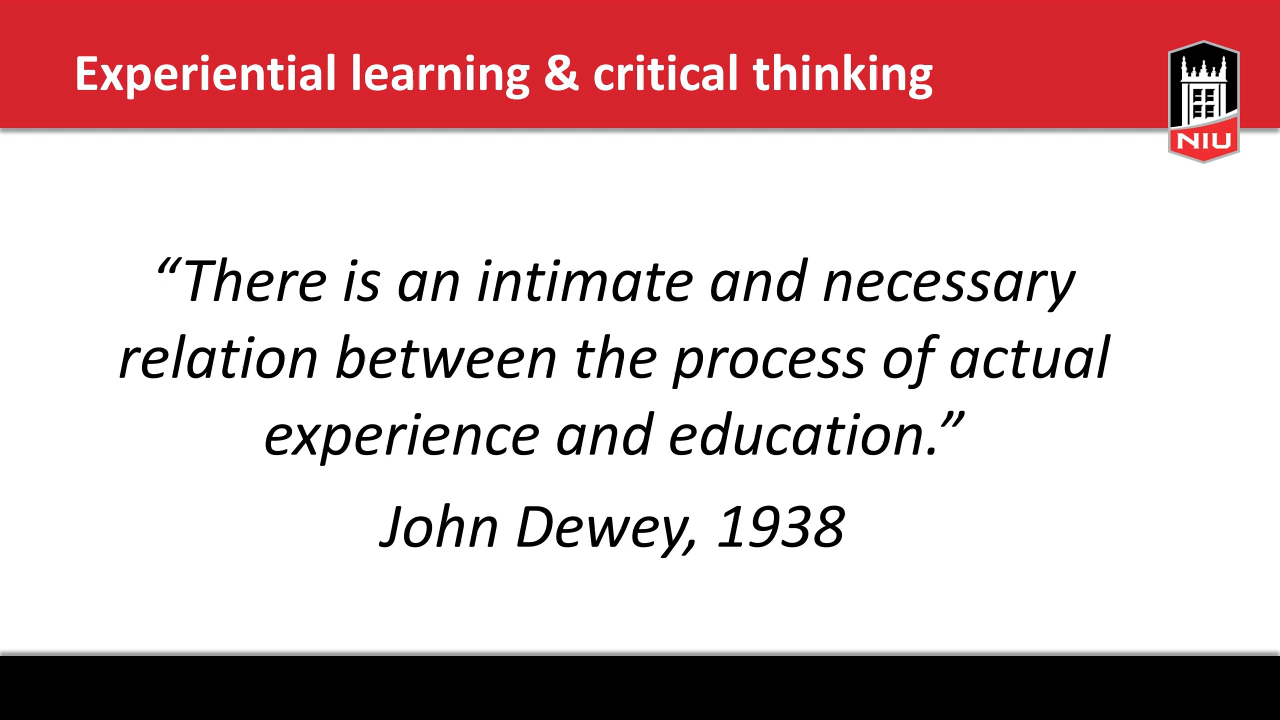 Experiential learning & critical thinking
NIU
“There is an intimate and necessary
relation between the process of actual
experience and education.”
John Dewey, 1938